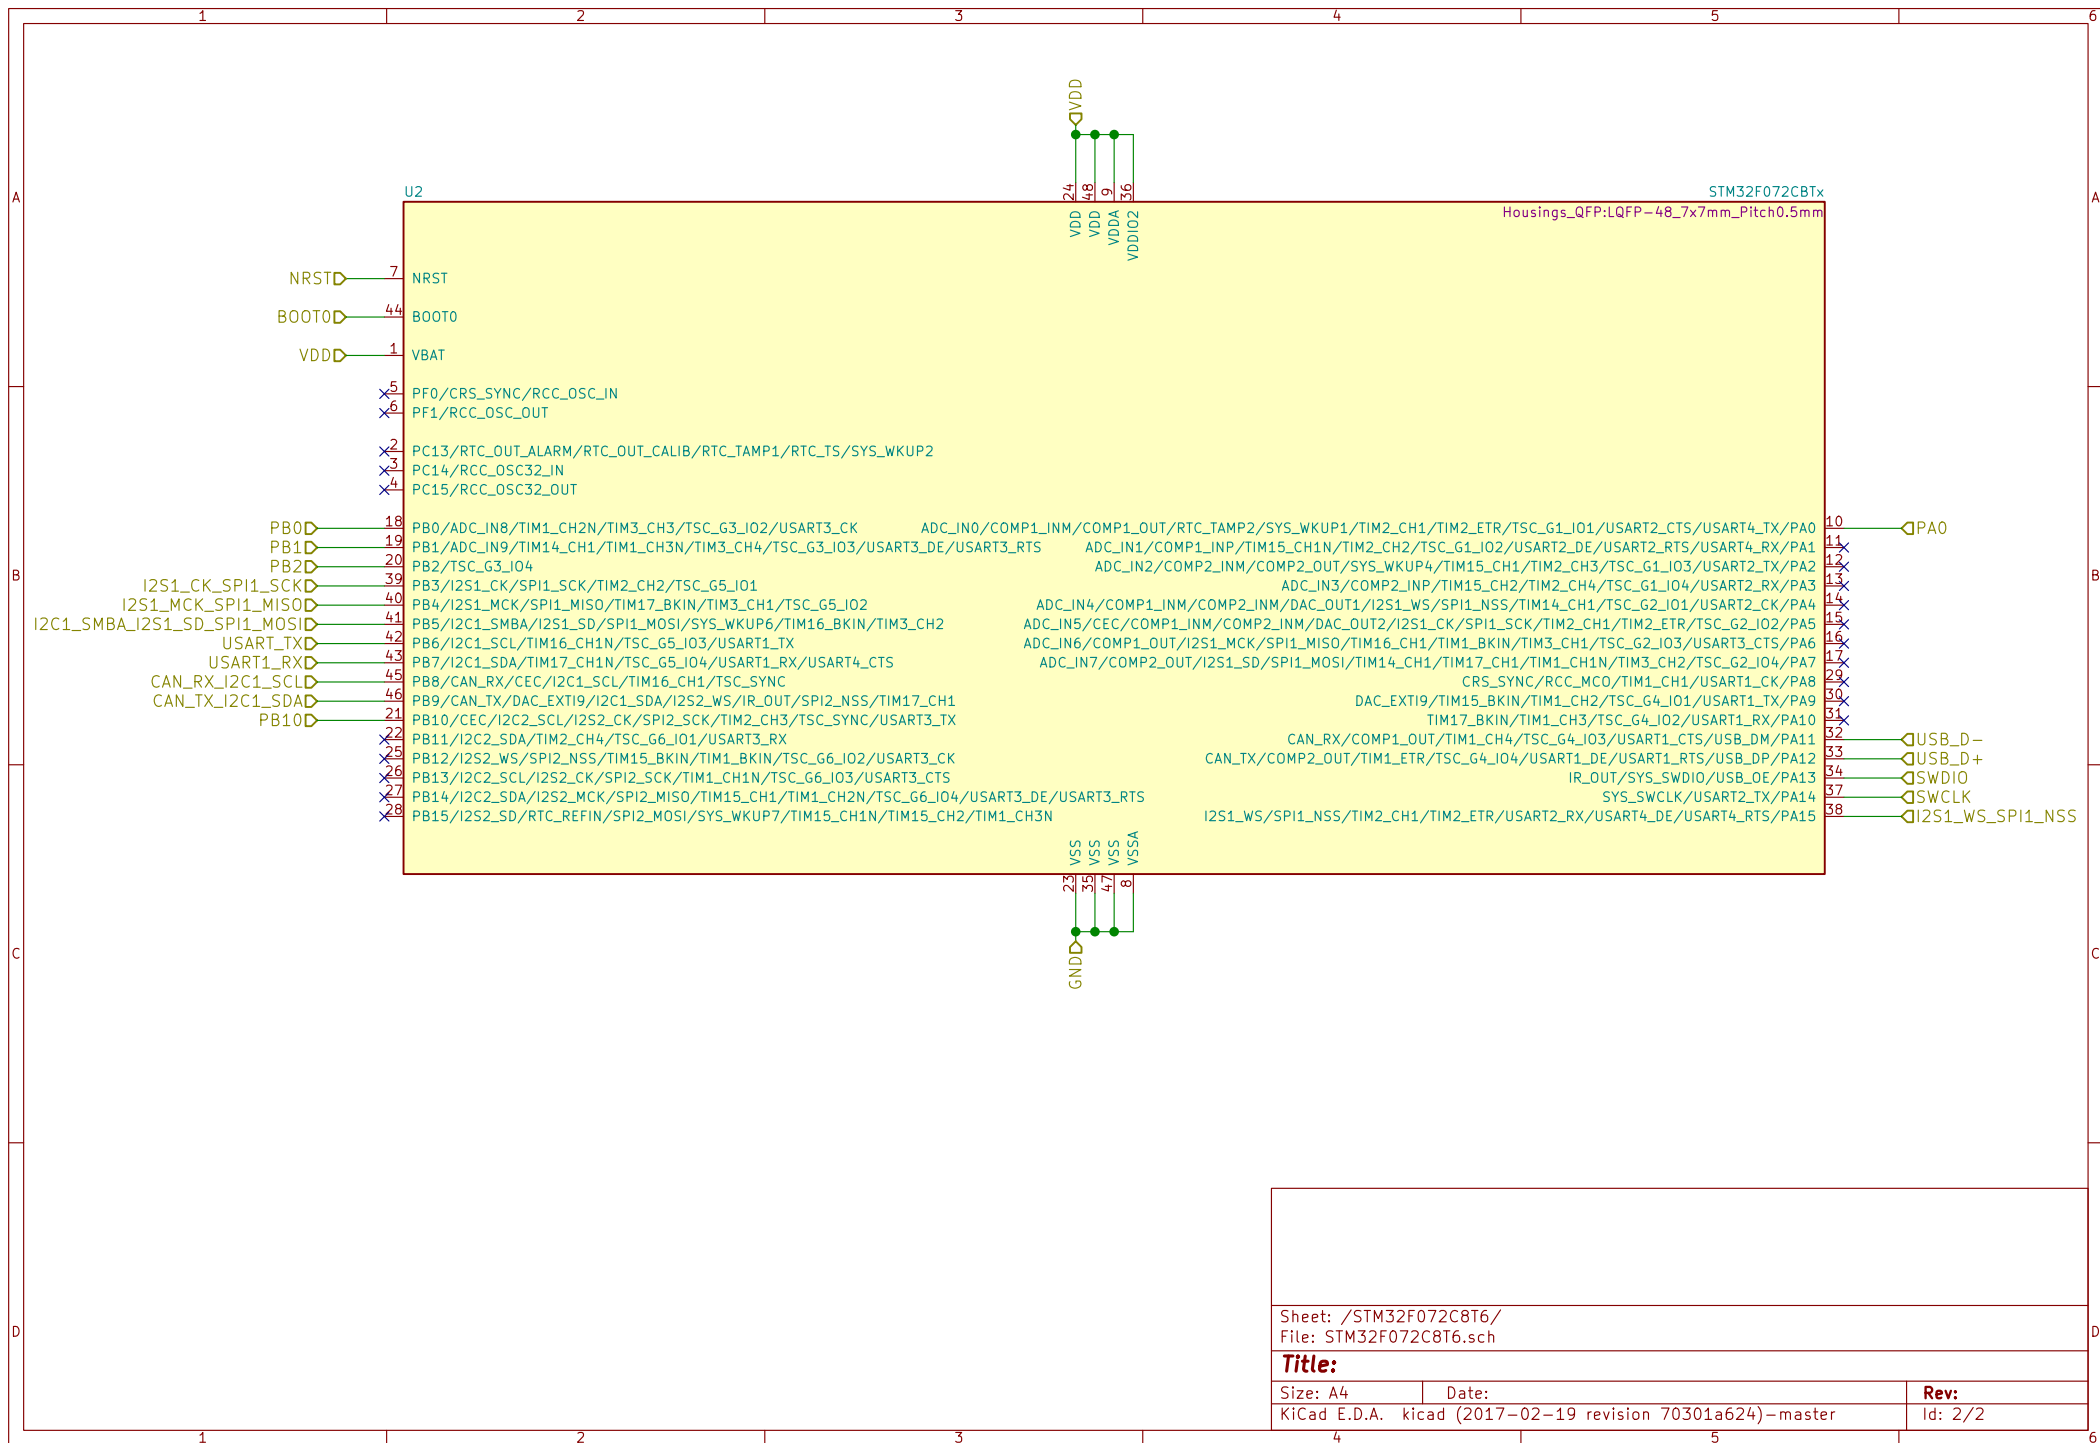 1 2 3 4 5 6
VDD
24 48 9 36
U2 STM32F072CBTx
Housings_QFP:LQFP-48_7x7mm_Pitch0.5mm
A A
VDD VDD VDDA VDDIO2
NRST 7 NRST
BOOT0 44 BOOT0
VDD 1 VBAT
5 PF0/CRS_SYNC/RCC_OSC_IN
6 PF1/RCC_OSC_OUT
2 PC13/RTC_OUT_ALARM/RTC_OUT_CALIB/RTC_TAMP1/RTC_TS/SYS_WKUP2
3 PC14/RCC_OSC32_IN
4 PC15/RCC_OSC32_OUT
PB0 18 PB0/ADC_IN8/TIM1_CH2N/TIM3_CH3/TSC_G3_IO2/USART3_CK ADC_IN0/COMP1_INM/COMP1_OUT/RTC_TAMP2/SYS_WKUP1/TIM2_CH1/TIM2_ETR/TSC_G1_IO1/USART2_CTS/USART4_TX/PA0 10 PA0
PB1 19 PB1/ADC_IN9/TIM14_CH1/TIM1_CH3N/TIM3_CH4/TSC_G3_IO3/USART3_DE/USART3_RTS ADC_IN1/COMP1_INP/TIM15_CH1N/TIM2_CH2/TSC_G1_IO2/USART2_DE/USART2_RTS/USART4_RX/PA1 11
PB2 20 PB2/TSC_G3_IO4 ADC_IN2/COMP2_INM/COMP2_OUT/SYS_WKUP4/TIM15_CH1/TIM2_CH3/TSC_G1_IO3/USART2_TX/PA2 12
B B
I2S1_CK_SPI1_SCK 39 PB3/I2S1_CK/SPI1_SCK/TIM2_CH2/TSC_G5_IO1 ADC_IN3/COMP2_INP/TIM15_CH2/TIM2_CH4/TSC_G1_IO4/USART2_RX/PA3 13
I2S1_MCK_SPI1_MISO 40 PB4/I2S1_MCK/SPI1_MISO/TIM17_BKIN/TIM3_CH1/TSC_G5_IO2 ADC_IN4/COMP1_INM/COMP2_INM/DAC_OUT1/I2S1_WS/SPI1_NSS/TIM14_CH1/TSC_G2_IO1/USART2_CK/PA4 14
I2C1_SMBA_I2S1_SD_SPI1_MOSI 41 PB5/I2C1_SMBA/I2S1_SD/SPI1_MOSI/SYS_WKUP6/TIM16_BKIN/TIM3_CH2 ADC_IN5/CEC/COMP1_INM/COMP2_INM/DAC_OUT2/I2S1_CK/SPI1_SCK/TIM2_CH1/TIM2_ETR/TSC_G2_IO2/PA5 15
USART_TX 42 PB6/I2C1_SCL/TIM16_CH1N/TSC_G5_IO3/USART1_TX ADC_IN6/COMP1_OUT/I2S1_MCK/SPI1_MISO/TIM16_CH1/TIM1_BKIN/TIM3_CH1/TSC_G2_IO3/USART3_CTS/PA6 16
USART1_RX 43 PB7/I2C1_SDA/TIM17_CH1N/TSC_G5_IO4/USART1_RX/USART4_CTS ADC_IN7/COMP2_OUT/I2S1_SD/SPI1_MOSI/TIM14_CH1/TIM17_CH1/TIM1_CH1N/TIM3_CH2/TSC_G2_IO4/PA7 17
CAN_RX_I2C1_SCL 45 PB8/CAN_RX/CEC/I2C1_SCL/TIM16_CH1/TSC_SYNC CRS_SYNC/RCC_MCO/TIM1_CH1/USART1_CK/PA8 29
CAN_TX_I2C1_SDA 46 PB9/CAN_TX/DAC_EXTI9/I2C1_SDA/I2S2_WS/IR_OUT/SPI2_NSS/TIM17_CH1 DAC_EXTI9/TIM15_BKIN/TIM1_CH2/TSC_G4_IO1/USART1_TX/PA9 30
PB10 21 PB10/CEC/I2C2_SCL/I2S2_CK/SPI2_SCK/TIM2_CH3/TSC_SYNC/USART3_TX TIM17_BKIN/TIM1_CH3/TSC_G4_IO2/USART1_RX/PA10 31
22 PB11/I2C2_SDA/TIM2_CH4/TSC_G6_IO1/USART3_RX CAN_RX/COMP1_OUT/TIM1_CH4/TSC_G4_IO3/USART1_CTS/USB_DM/PA11 32 USB_D-
25 PB12/I2S2_WS/SPI2_NSS/TIM15_BKIN/TIM1_BKIN/TSC_G6_IO2/USART3_CK CAN_TX/COMP2_OUT/TIM1_ETR/TSC_G4_IO4/USART1_DE/USART1_RTS/USB_DP/PA12 33 USB_D+
26 PB13/I2C2_SCL/I2S2_CK/SPI2_SCK/TIM1_CH1N/TSC_G6_IO3/USART3_CTS IR_OUT/SYS_SWDIO/USB_OE/PA13 34 SWDIO
27 PB14/I2C2_SDA/I2S2_MCK/SPI2_MISO/TIM15_CH1/TIM1_CH2N/TSC_G6_IO4/USART3_DE/USART3_RTS SYS_SWCLK/USART2_TX/PA14 37 SWCLK
28 PB15/I2S2_SD/RTC_REFIN/SPI2_MOSI/SYS_WKUP7/TIM15_CH1N/TIM15_CH2/TIM1_CH3N I2S1_WS/SPI1_NSS/TIM2_CH1/TIM2_ETR/USART2_RX/USART4_DE/USART4_RTS/PA15 38 I2S1_WS_SPI1_NSS
VSS VSS VSS VSSA
23 35 47 8
GND
C C
Sheet: /STM32F072C8T6/
File: STM32F072C8T6.sch
D D
Title:
Size: A4 Date: Rev:
KiCad E.D.A. kicad (2017-02-19 revision 70301a624)-master Id: 2/2
1 2 3 4 5 6